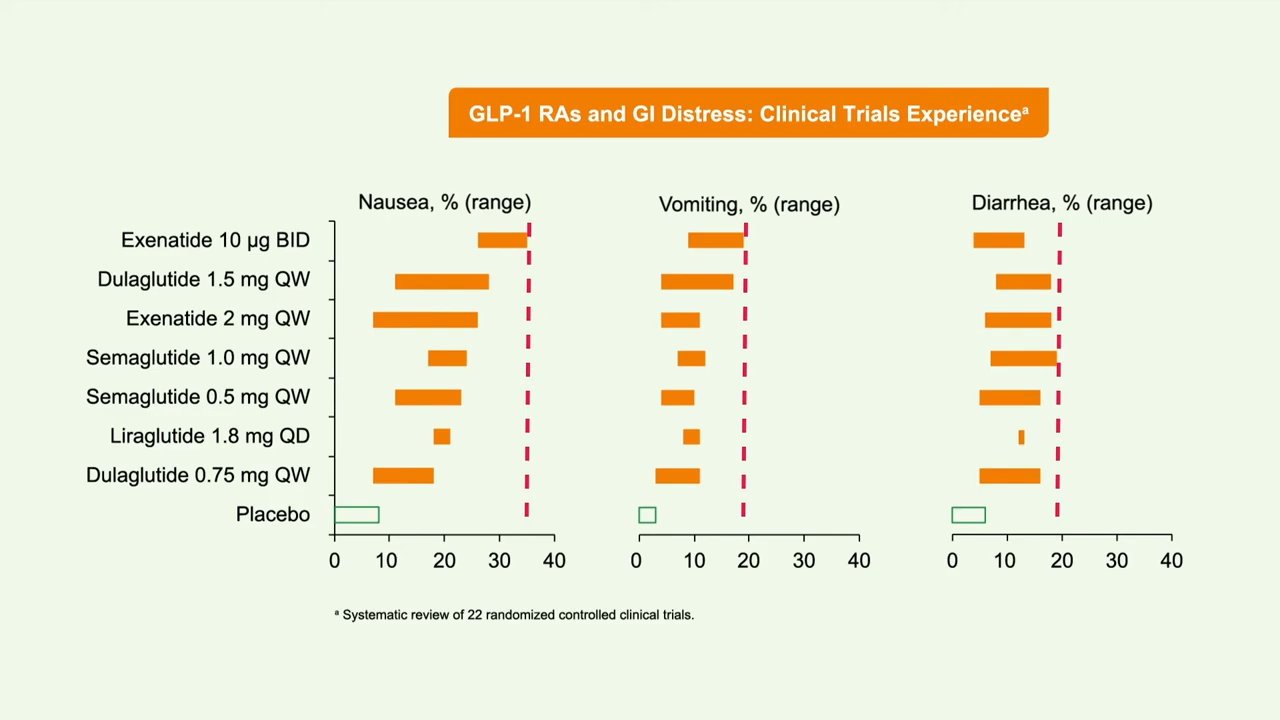 GLP-1 RAs and GI Distress: Clinical Trials Experienceᵃ
Nausea, % (range)
Vomiting, % (range)
Diarrhea, % (range)
Exenatide 10 µg BID
Dulaglutide 1.5 mg QW
Exenatide 2 mg QW
Semaglutide 1.0 mg QW
Semaglutide 0.5 mg QW
Liraglutide 1.8 mg QD
Dulaglutide 0.75 mg QW
Placebo
0 10 20 30 40
0 10 20 30 40
0 10 20 30 40
ᵃ Systematic review of 22 randomized controlled clinical trials.